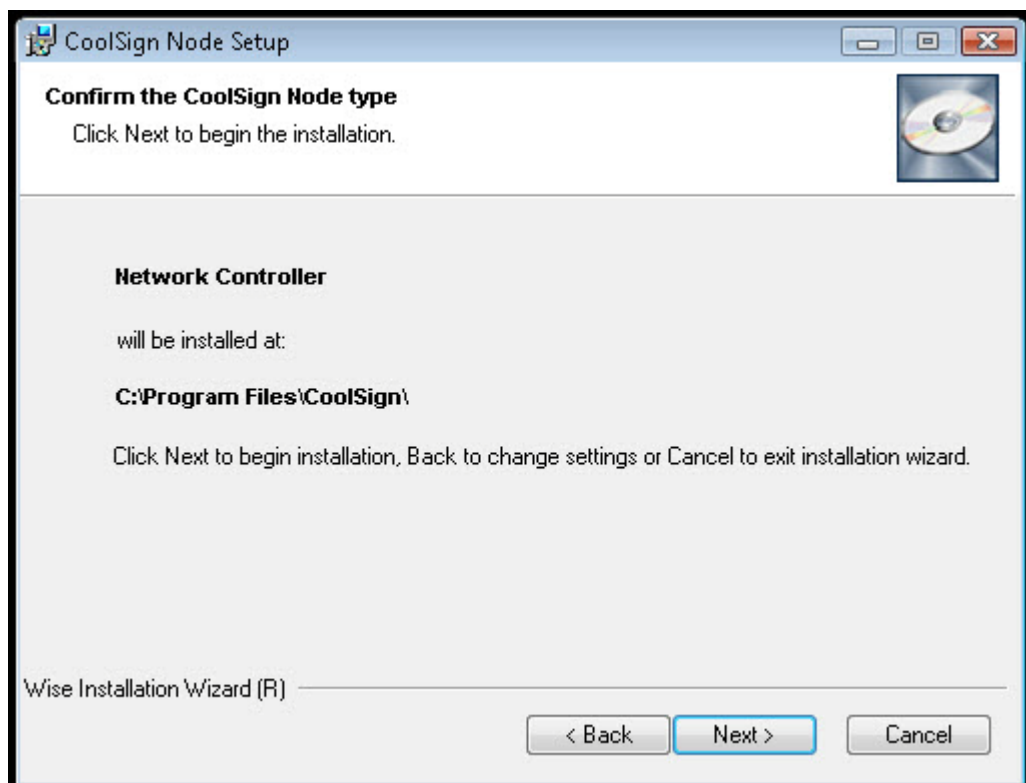 CoolSign Node Setup
Confirm the CoolSign Node type
Click Next to begin the installation.
Network Controller
will be installed at:
C:\Program Files\CoolSign\
Click Next to begin installation, Back to change settings or Cancel to exit installation wizard.
Wise Installation Wizard (R)
< Back Next > Cancel